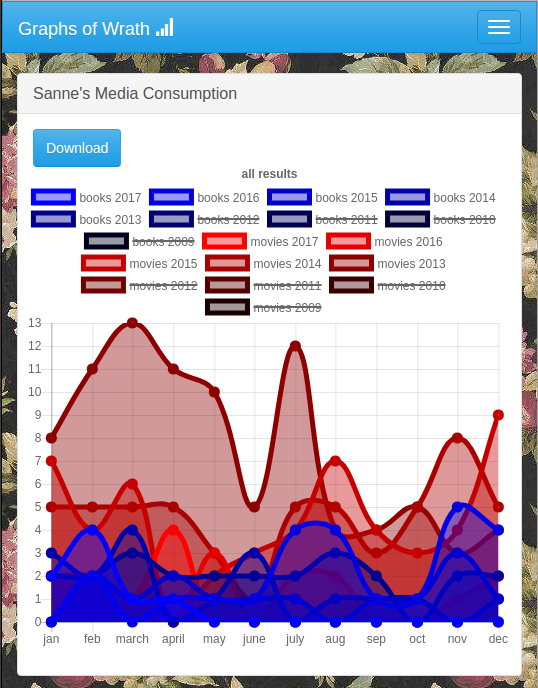 Graphs of Wrath
Sanne's Media Consumption
Download
all results
books 2017 books 2016 books 2015 books 2014
books 2013 books 2012 books 2011 books 2010
books 2009 movies 2017 movies 2016
movies 2015 movies 2014 movies 2013
movies 2012 movies 2011 movies 2010
movies 2009
13
12
11
10
9
8
7
6
5
4
3
2
1
0
jan feb march april may june july aug sep oct nov dec